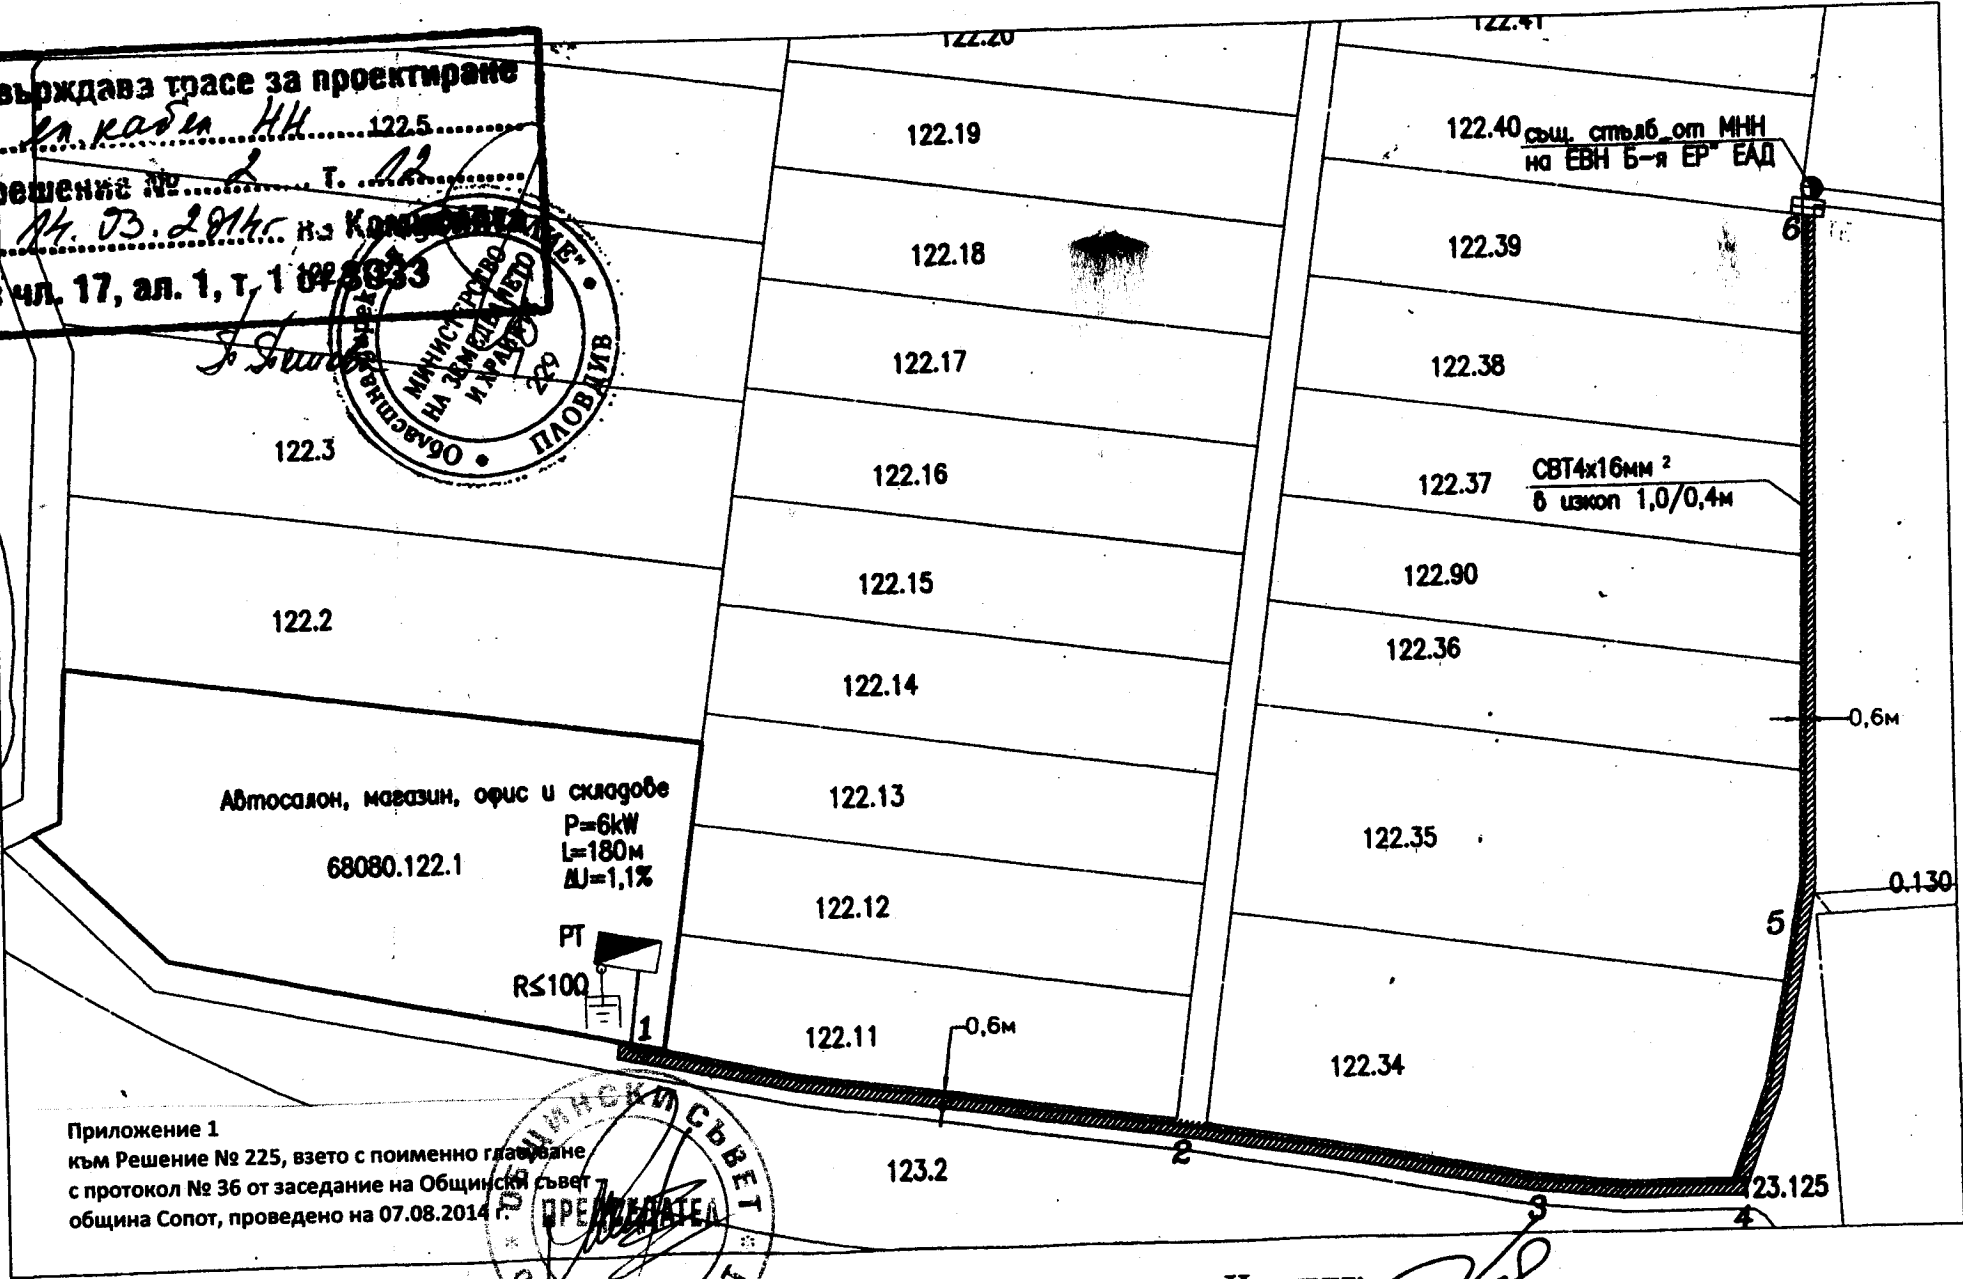 върждава трасе за проектиране
ел. кабел НН 122.5
решение № 2 т. 12
14.03.2014г. на Комисията
чл. 17, ал. 1, т. 1
Областна дирекция
МИНИСТЕРСТВО
НА ЗЕМЕДЕЛИЕТО
И ХРАНИТЕ
229
ПЛОВДИВ
122.20
122.41
122.19
122.40
същ. стълб от МНН
на ЕВН Б-я ЕР" ЕАД
6
122.18
122.39
122.17
122.38
122.3
122.16
122.37
СВТ4х16мм ²
в изкоп 1,0/0,4м
122.15
122.90
122.2
122.36
122.14
0,6м
Автосалон, магазин, офис и складове
P=6kW
L=180м
ΔU=1,1%
68080.122.1
122.13
122.35
0.130
122.12
5
РТ
R≤10Ω
1
122.11
0,6м
122.34
2
123.2
3
4
123.125
Приложение 1
към Решение № 225, взето с поименно гласуване
с протокол № 36 от заседание на Общински съвет -
община Сопот, проведено на 07.08.2014 г.
ОБЩИНСКИ СЪВЕТ
ПРЕДСЕДАТЕЛ